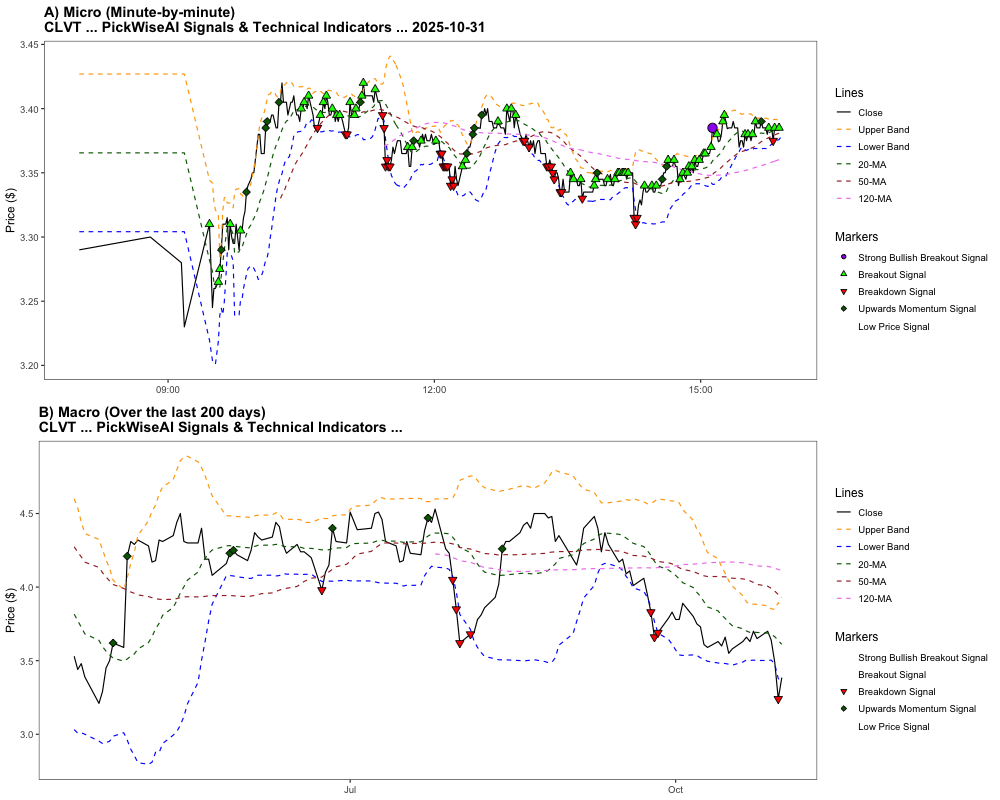 A) Micro (Minute-by-minute)
CLVT ... PickWiseAI Signals & Technical Indicators ... 2025-10-31
Price ($)
3.45
3.40
3.35
3.30
3.25
3.20
09:00
12:00
15:00
Lines
Close
Upper Band
Lower Band
20-MA
50-MA
120-MA
Markers
Strong Bullish Breakout Signal
Breakout Signal
Breakdown Signal
Upwards Momentum Signal
Low Price Signal
B) Macro (Over the last 200 days)
CLVT ... PickWiseAI Signals & Technical Indicators ...
Price ($)
4.5
4.0
3.5
3.0
Jul
Oct
Lines
Close
Upper Band
Lower Band
20-MA
50-MA
120-MA
Markers
Strong Bullish Breakout Signal
Breakout Signal
Breakdown Signal
Upwards Momentum Signal
Low Price Signal